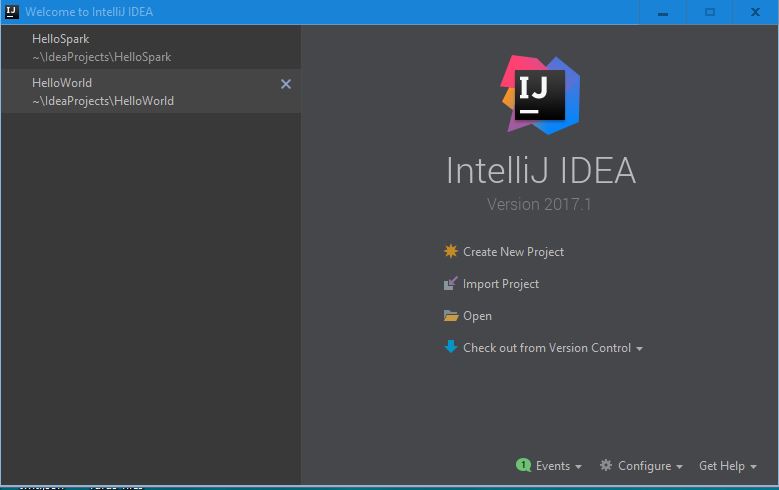 Welcome to IntelliJ IDEA
HelloSpark
~\IdeaProjects\HelloSpark
HelloWorld
~\IdeaProjects\HelloWorld
IJ
IntelliJ IDEA
Version 2017.1
Create New Project
Import Project
Open
Check out from Version Control
1 Events
Configure
Get Help